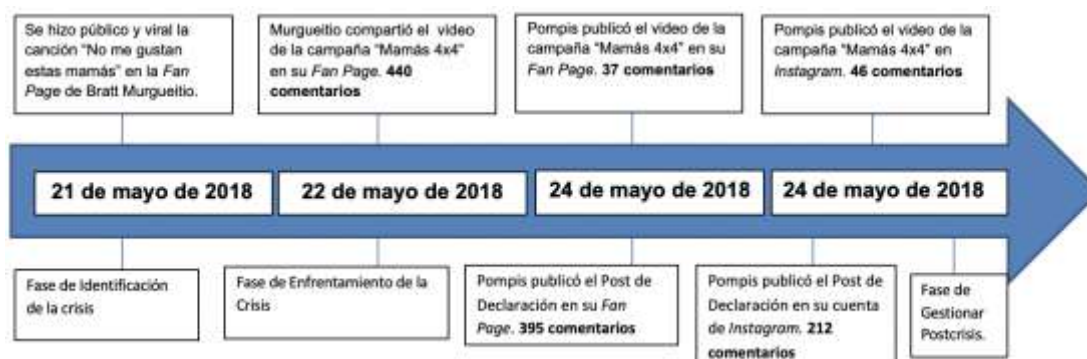 Se hizo público y viral la
canción "No me gustan
estas mamás" en la Fan
Page de Bratt Murgueitio.
Murgueitio compartió el video
de la campaña "Mamás 4x4"
en su Fan Page. 440
comentarios
Pompis publicó el video de
la campaña "Mamás 4x4" en su
Fan Page. 37 comentarios
Pompis publicó el video de la
campaña "Mamás 4x4" en
Instagram. 46 comentarios
21 de mayo de 2018
22 de mayo de 2018
24 de mayo de 2018
24 de mayo de 2018
Fase de Identificación
de la crisis
Fase de Enfrentamiento de la
Crisis
Pompis publicó el Post de
Declaración en su Fan
Page. 395 comentarios
Pompis publicó el Post de
Declaración en su cuenta
de Instagram. 212
comentarios
Fase de
Gestionar
Postcrisis.